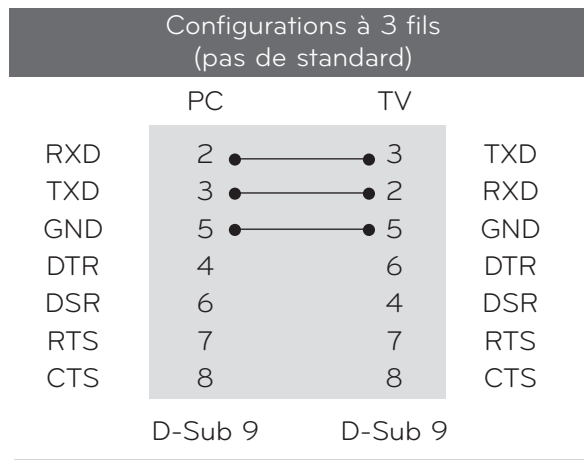 Configurations à 3 fils
(pas de standard)
PC TV
RXD 2 3 TXD
TXD 3 2 RXD
GND 5 5 GND
DTR 4 6 DTR
DSR 6 4 DSR
RTS 7 7 RTS
CTS 8 8 CTS
D-Sub 9 D-Sub 9